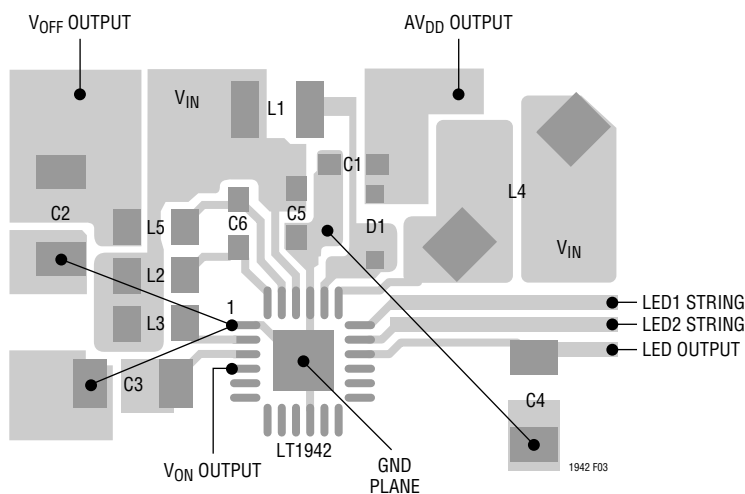 VOFF OUTPUT
AVDD OUTPUT
VIN
L1
C1
L4
C2
L5
C6
C5
D1
VIN
L2
1
L3
LED1 STRING
LED2 STRING
LED OUTPUT
C3
C4
LT1942
VON OUTPUT
GND
PLANE
1942 F03